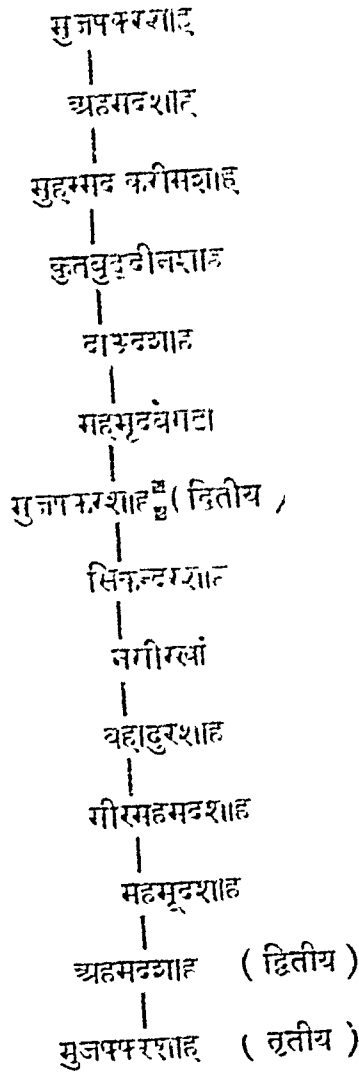 मुजफ्फरशाह
अहमदशाह
मुहम्मद करीमशाह
कुतबुद्दीनशाह
दाऊदशाह
महमूदबेगडा
मुजफ्फरशाह (द्वितीय)
सिकन्दरशाह
नसीरखां
बहादुरशाह
मीरमहमदशाह
महमूदशाह
अहमदशाह (द्वितीय)
मुजफ्फरशाह (तृतीय)